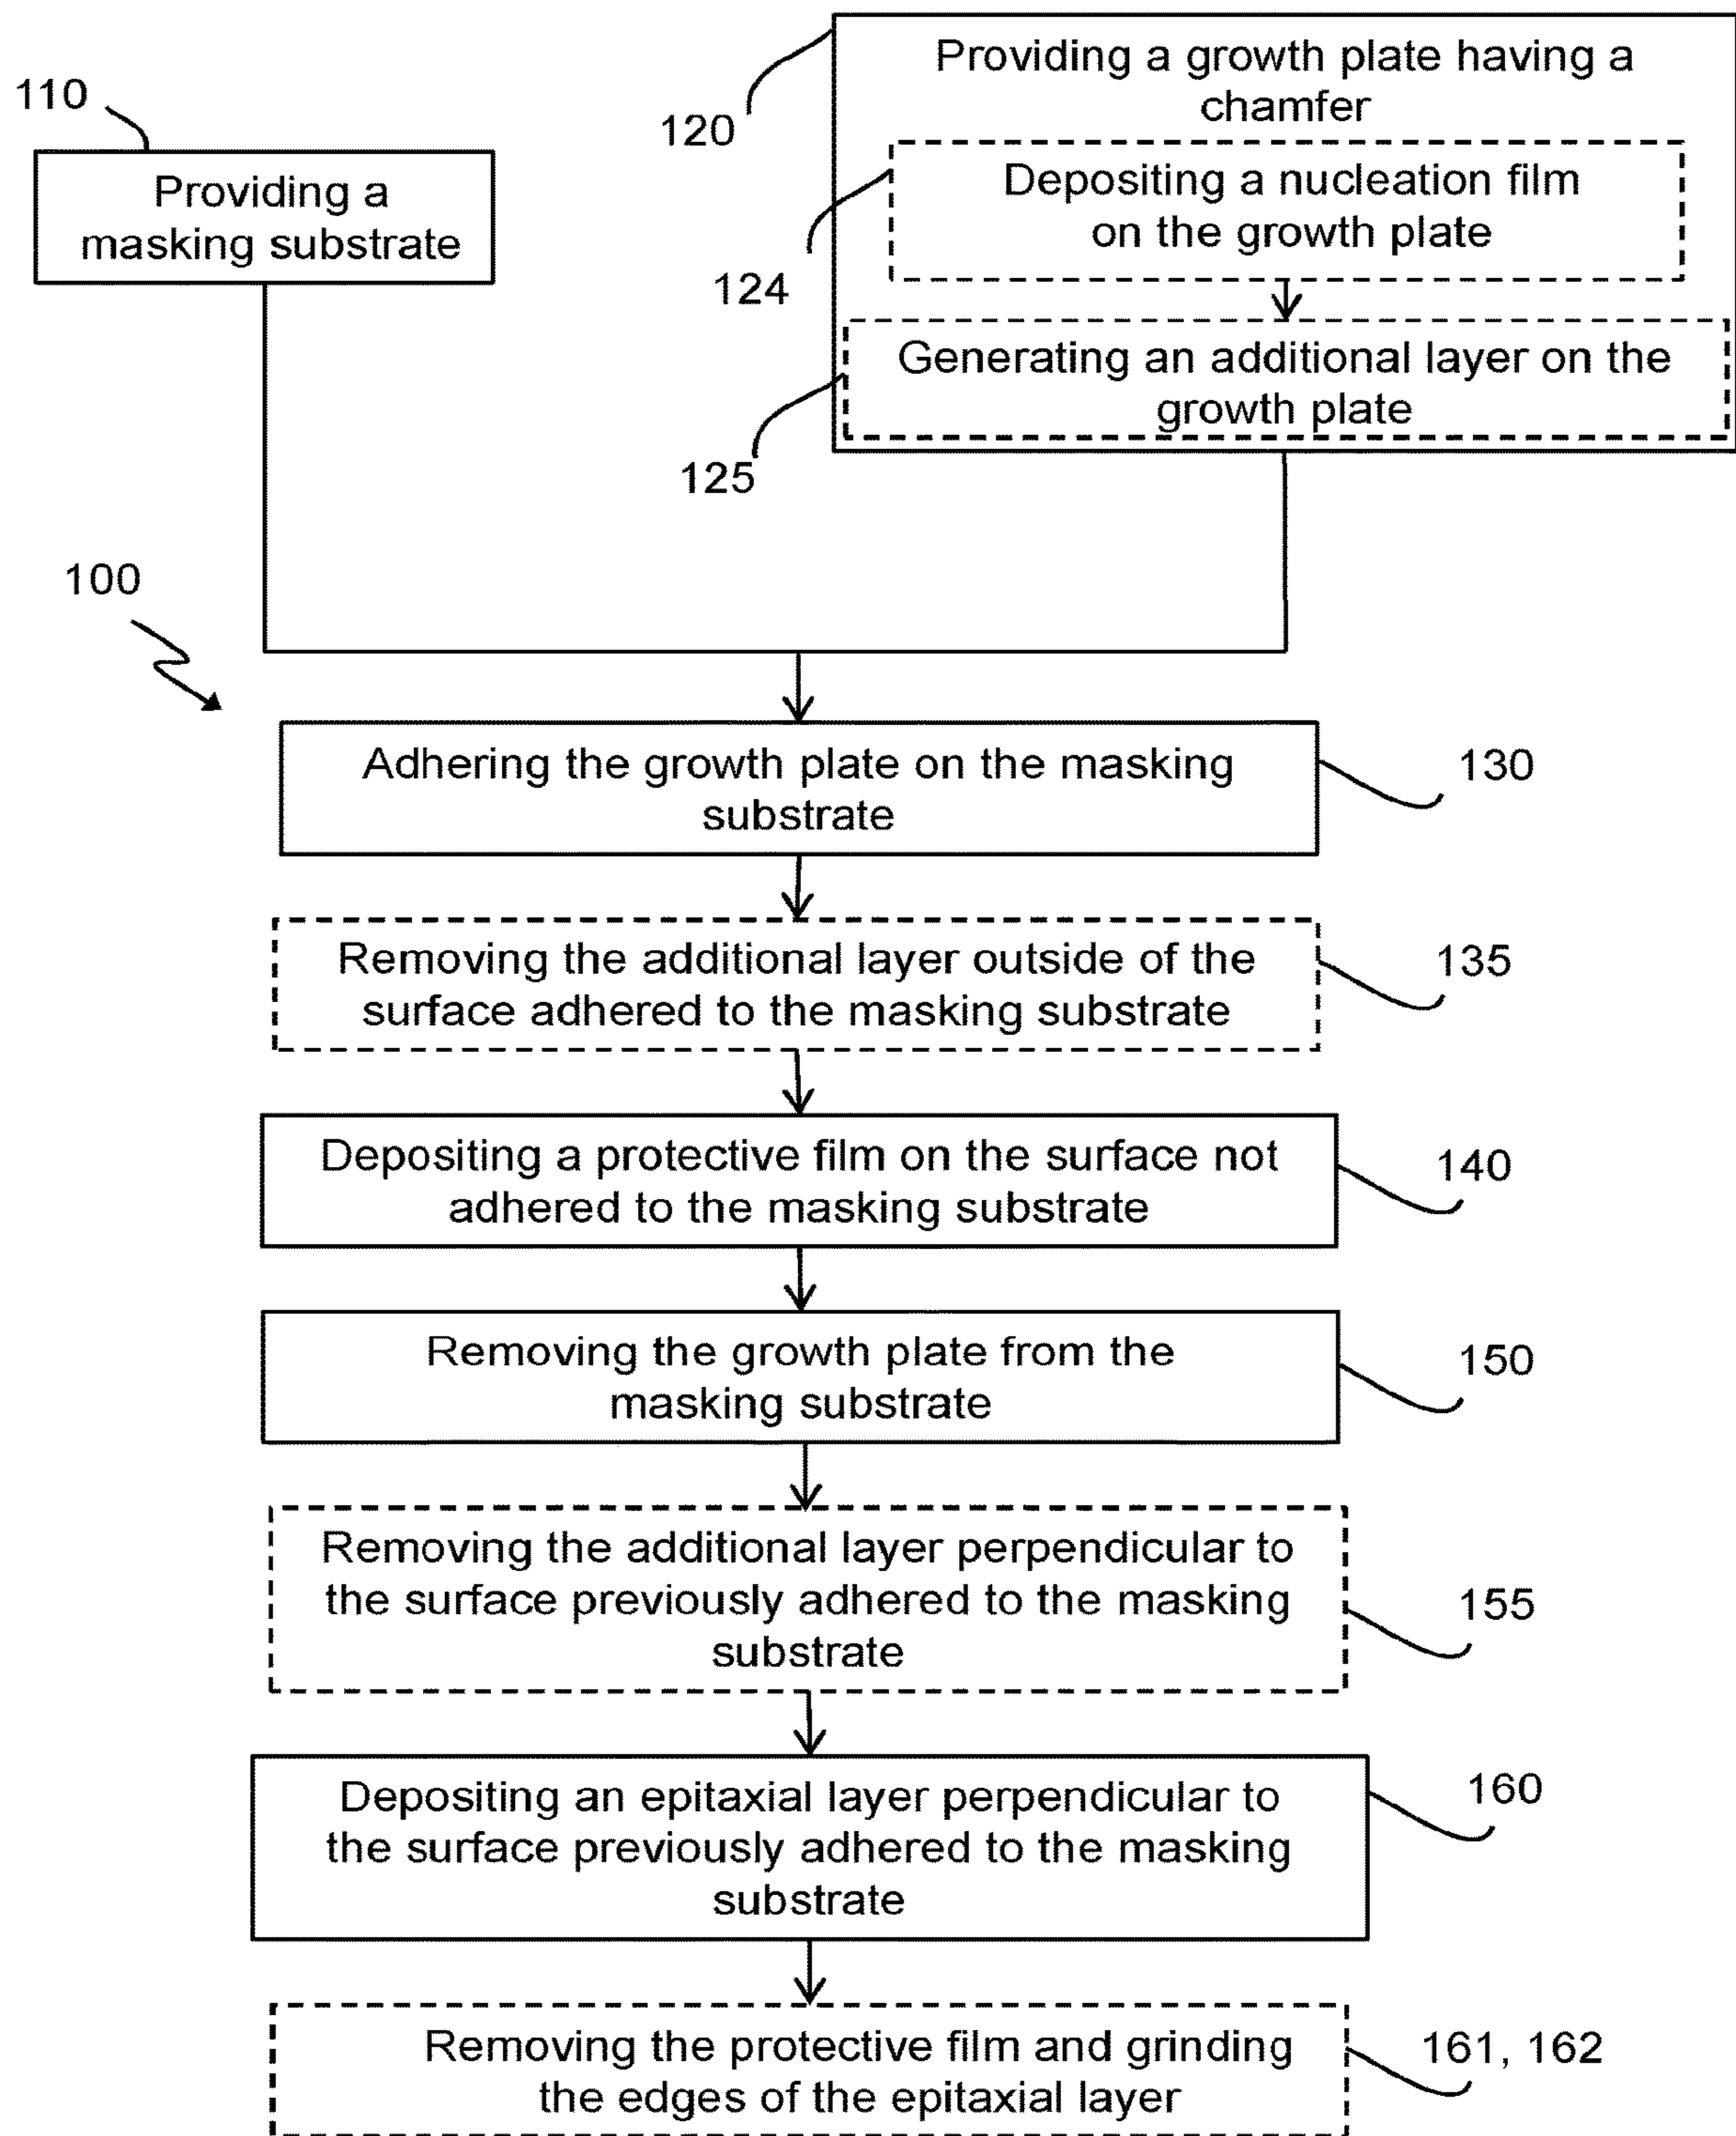 110
Providing a
masking substrate
120
Providing a growth plate having a
chamfer
124
Depositing a nucleation film
on the growth plate
125
Generating an additional layer on the
growth plate
100
Adhering the growth plate on the masking
substrate
130
Removing the additional layer outside of the
surface adhered to the masking substrate
135
Depositing a protective film on the surface not
adhered to the masking substrate
140
Removing the growth plate from the
masking substrate
150
Removing the additional layer perpendicular to
the surface previously adhered to the masking
substrate
155
Depositing an epitaxial layer perpendicular to
the surface previously adhered to the masking
substrate
160
Removing the protective film and grinding
the edges of the epitaxial layer
161, 162